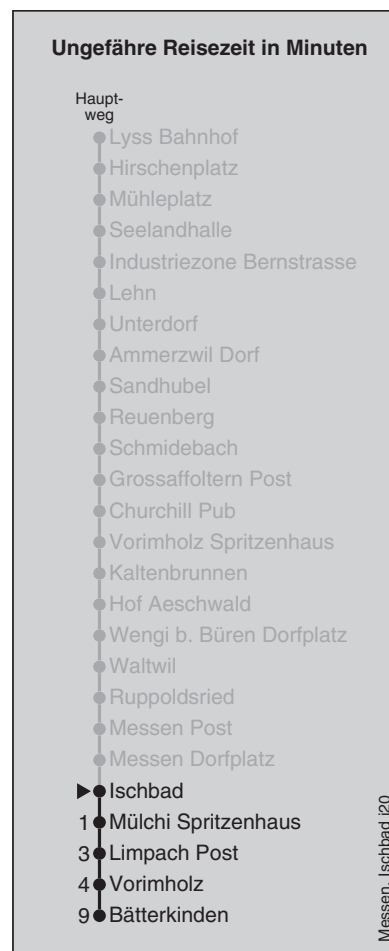 Ungefähre Reisezeit in Minuten
Haupt-
weg
Lyss Bahnhof
Hirschenplatz
Mühleplatz
Seelandhalle
Industriezone Bernstrasse
Lehn
Unterdorf
Ammerzwil Dorf
Sandhubel
Reuenberg
Schmidebach
Grossaffoltern Post
Churchill Pub
Vorimholz Spritzenhaus
Kaltenbrunnen
Hof Aeschwald
Wengi b. Büren Dorfplatz
Waltwil
Ruppoldsried
Messen Post
Messen Dorfplatz
Ischbad
1 Mülchi Spritzenhaus
3 Limpach Post
4 Vorimholz
9 Bätterkinden
Messen, Ischbad j20